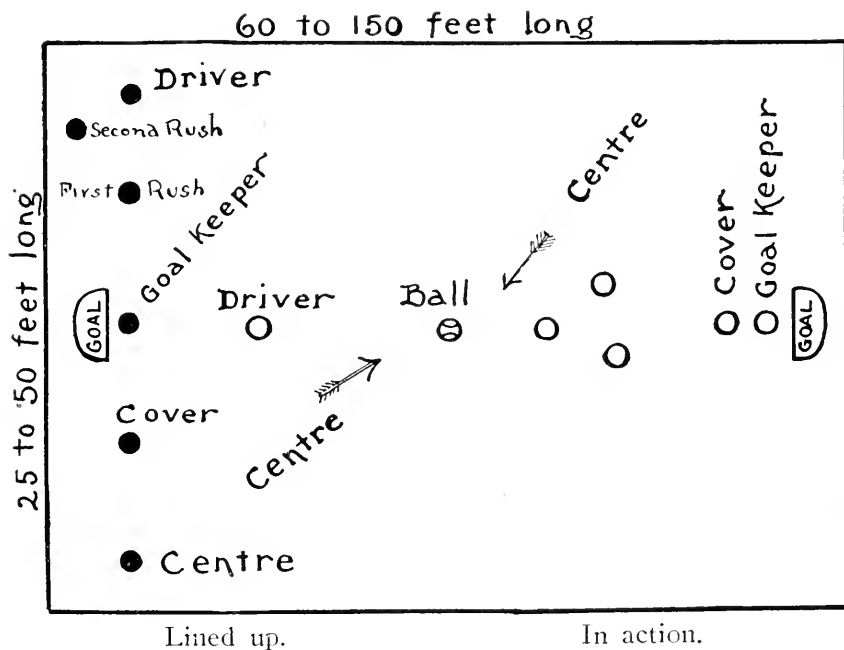 60 to 150 feet long
25 to 50 feet long
Driver
Second Rush
First Rush
Goal Keeper
GOAL
Driver
Ball
Centre
Cover
Goal Keeper
GOAL
Cover
Centre
Centre
Lined up.
In action.